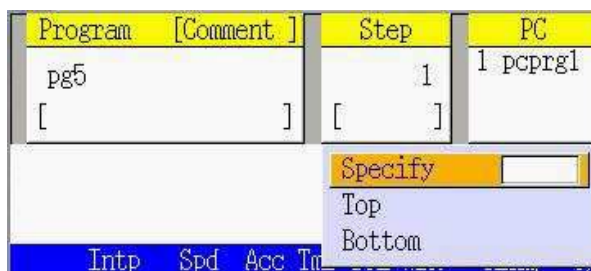 Program [Comment ] Step PC
pg5 1 1 pcprg1
[ ] [ ]
Specify
Top
Bottom
Intp Spd Acc